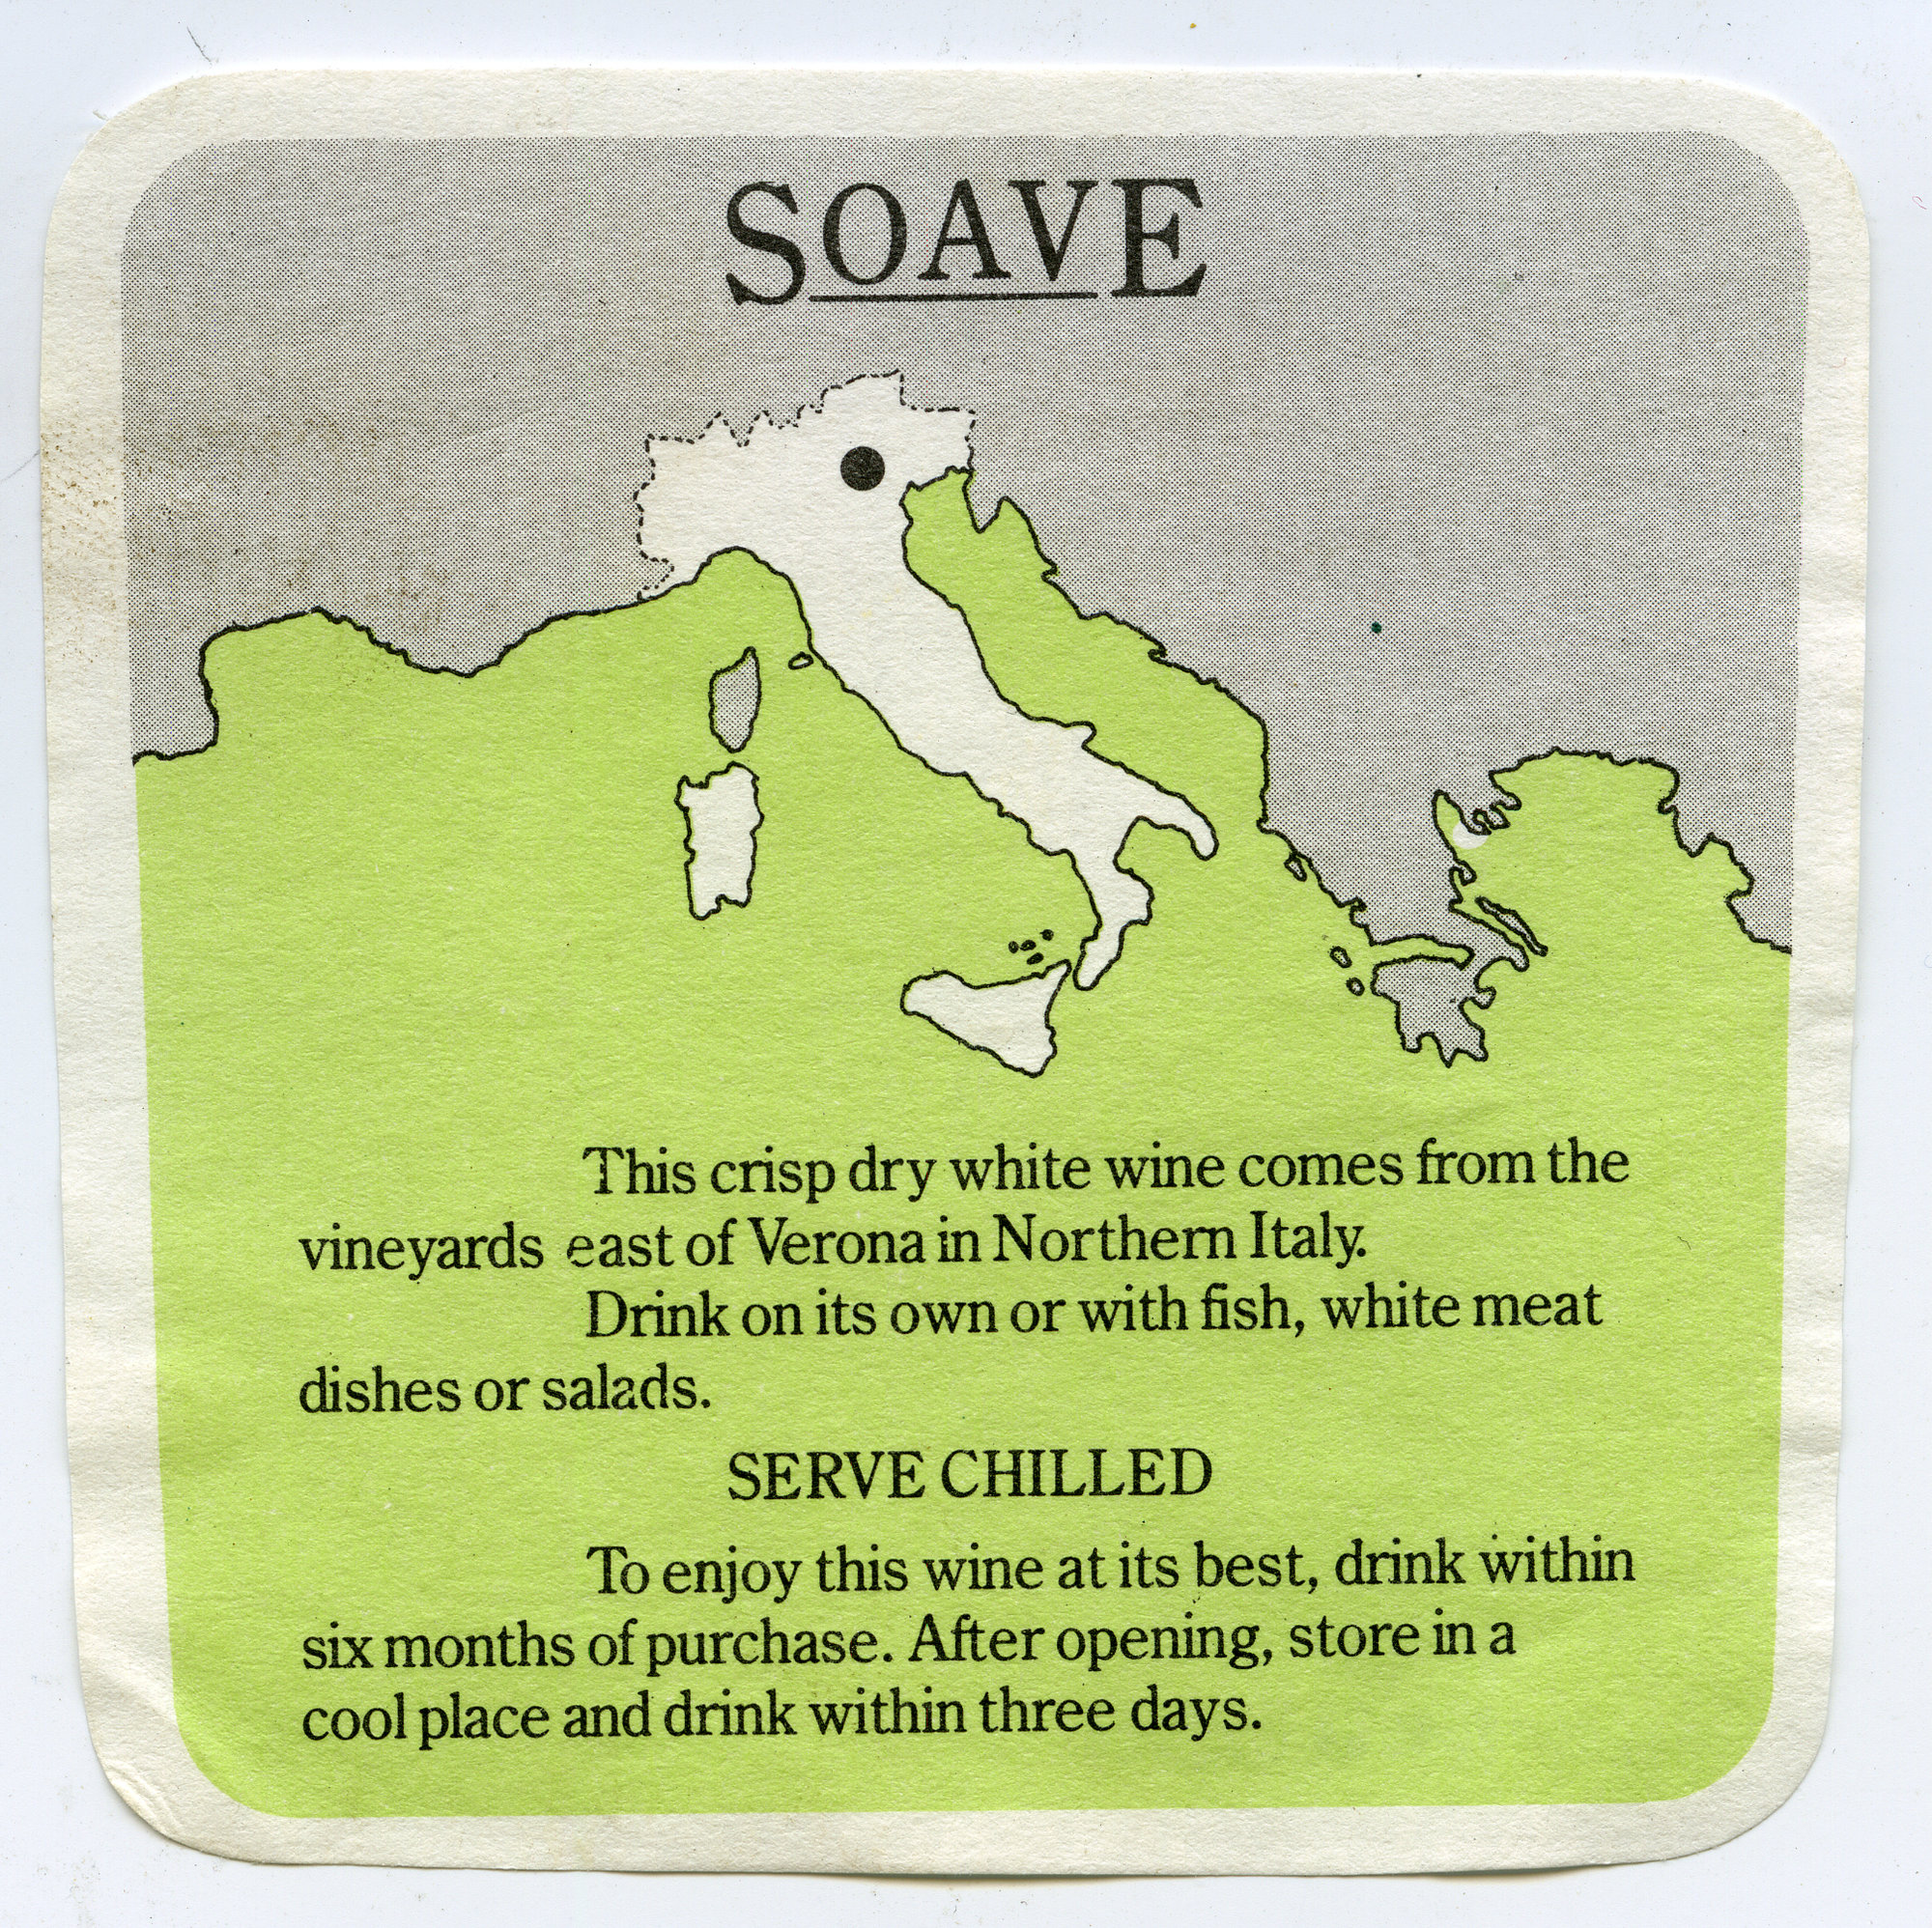 SOAVE
This crisp dry white wine comes from the
vineyards east of Verona in Northern Italy.
Drink on its own or with fish, white meat
dishes or salads.
SERVE CHILLED
To enjoy this wine at its best, drink within
six months of purchase. After opening, store in a
cool place and drink within three days.